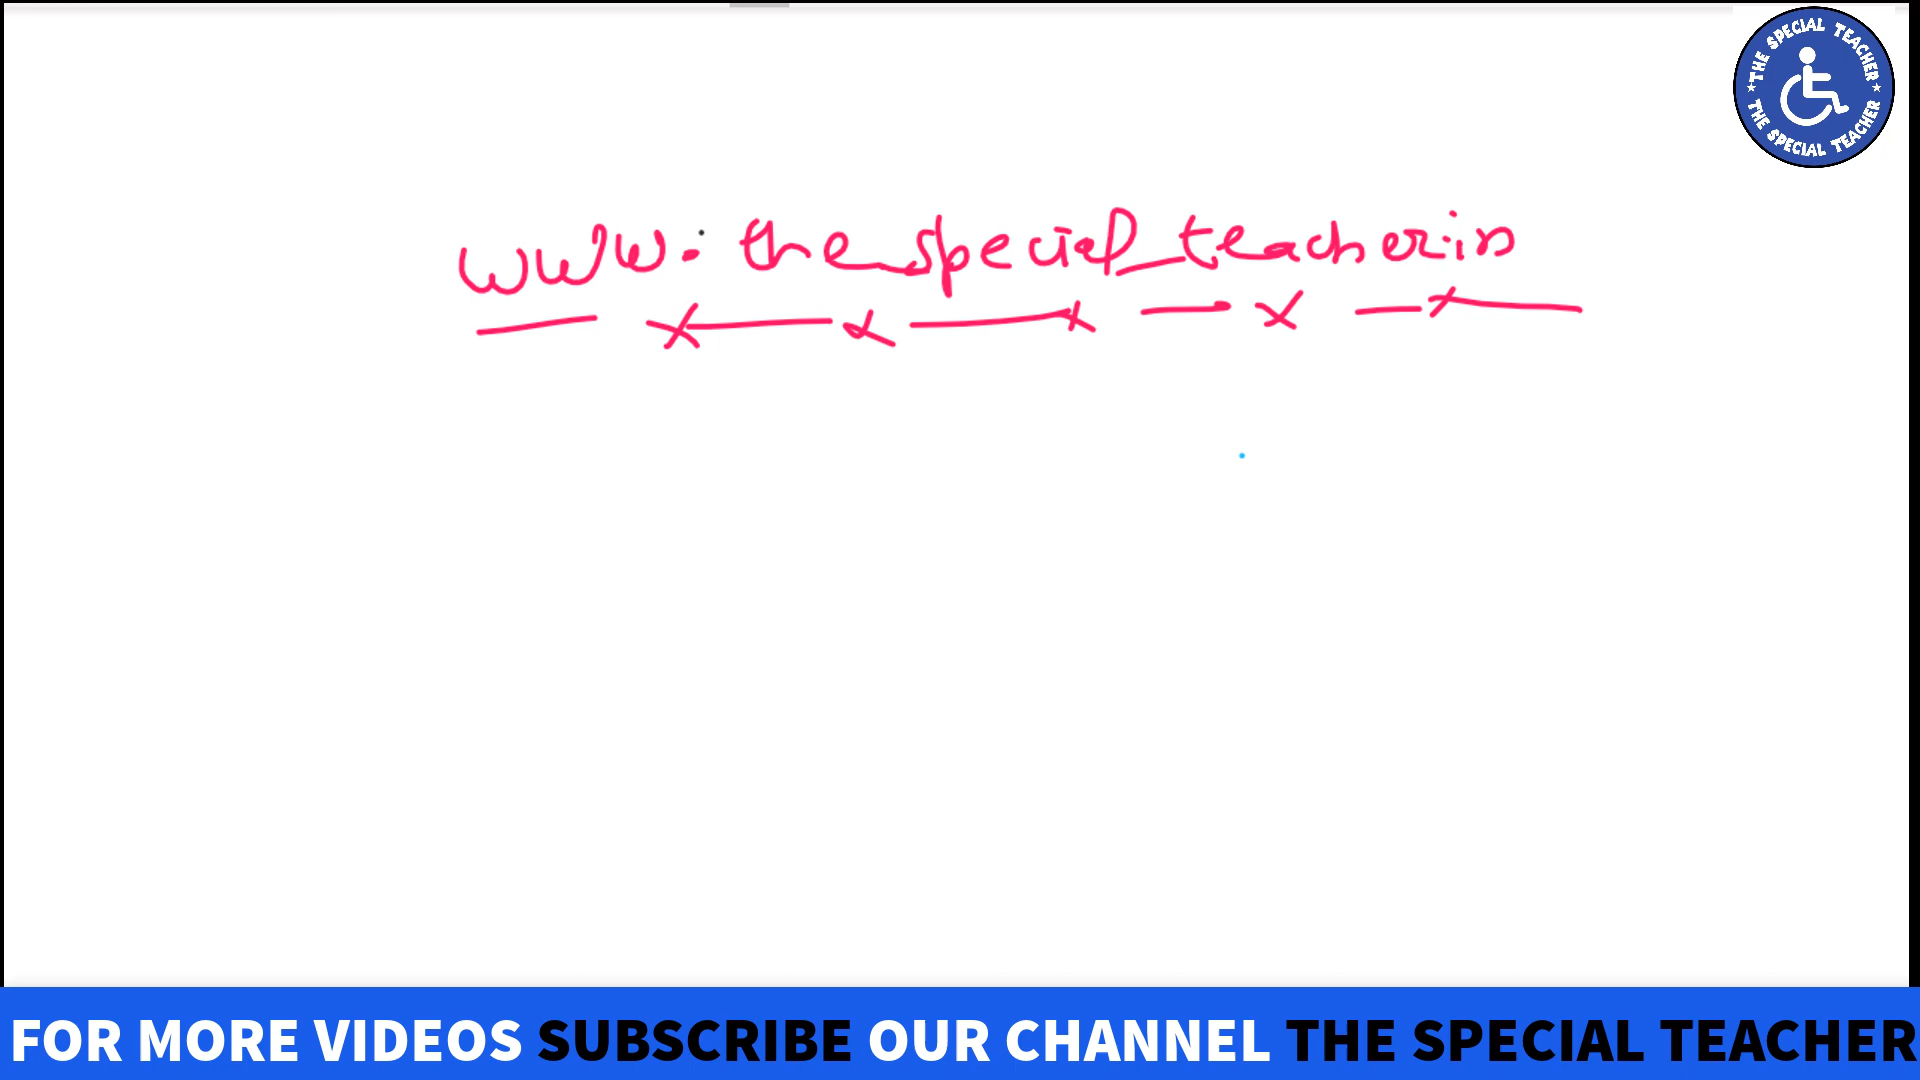 THE SPECIAL TEACHER
THE SPECIAL TEACHER
www.thespecialteacher.in
FOR MORE VIDEOS SUBSCRIBE OUR CHANNEL THE SPECIAL TEACHER